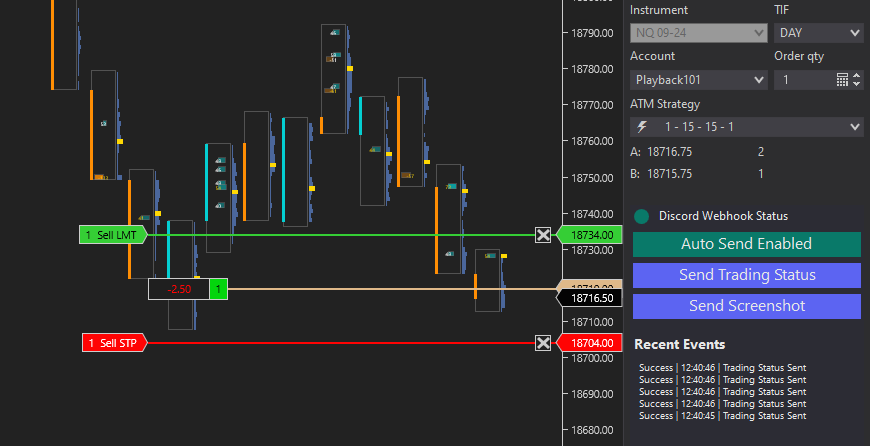 18790.00
18780.00
18770.00
18760.00
18750.00
18740.00
1 Sell LMT
18734.00
18730.00
-2.50 1
18716.50
18710.00
1 Sell STP
18704.00
18700.00
18690.00
18680.00
Instrument TIF
NQ 09-24 DAY
Account Order qty
Playback101 1
ATM Strategy
1 - 15 - 15 - 1
A: 18716.75 2
B: 18715.75 1
Discord Webhook Status
Auto Send Enabled
Send Trading Status
Send Screenshot
Recent Events
Success | 12:40:46 | Trading Status Sent
Success | 12:40:46 | Trading Status Sent
Success | 12:40:46 | Trading Status Sent
Success | 12:40:46 | Trading Status Sent
Success | 12:40:45 | Trading Status Sent